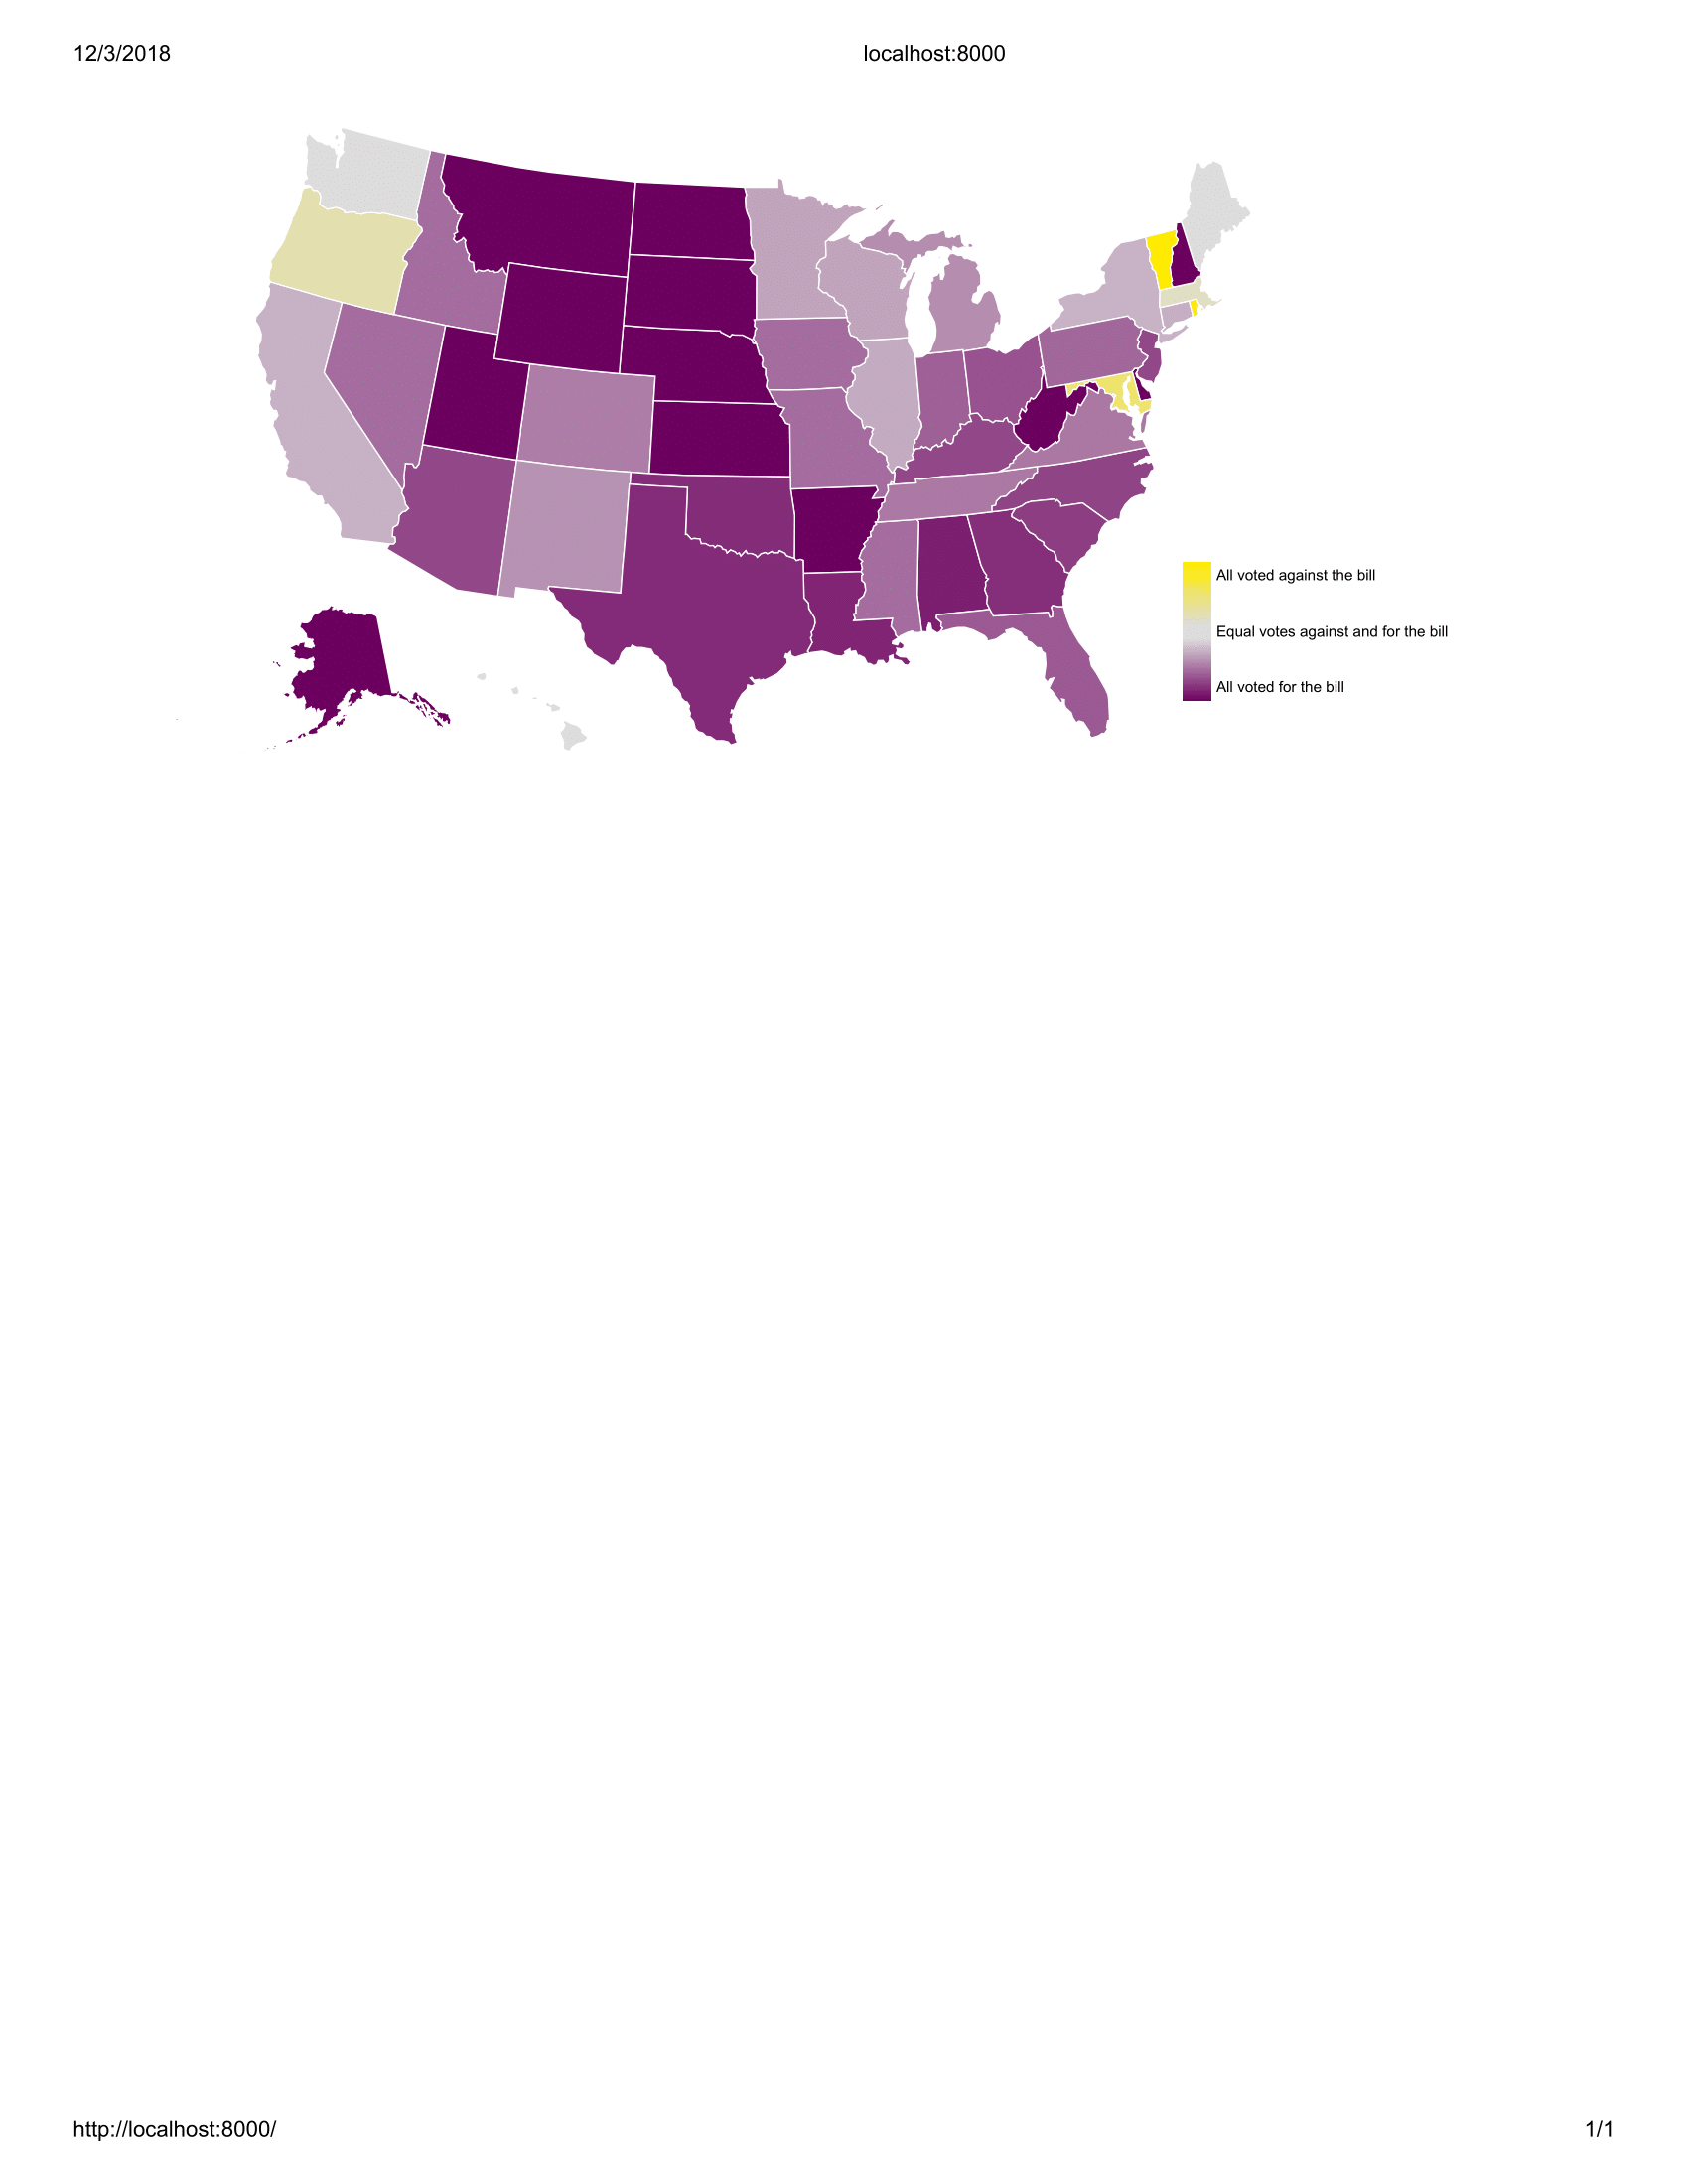 12/3/2018
localhost:8000
All voted against the bill
Equal votes against and for the bill
All voted for the bill
http://localhost:8000/
1/1